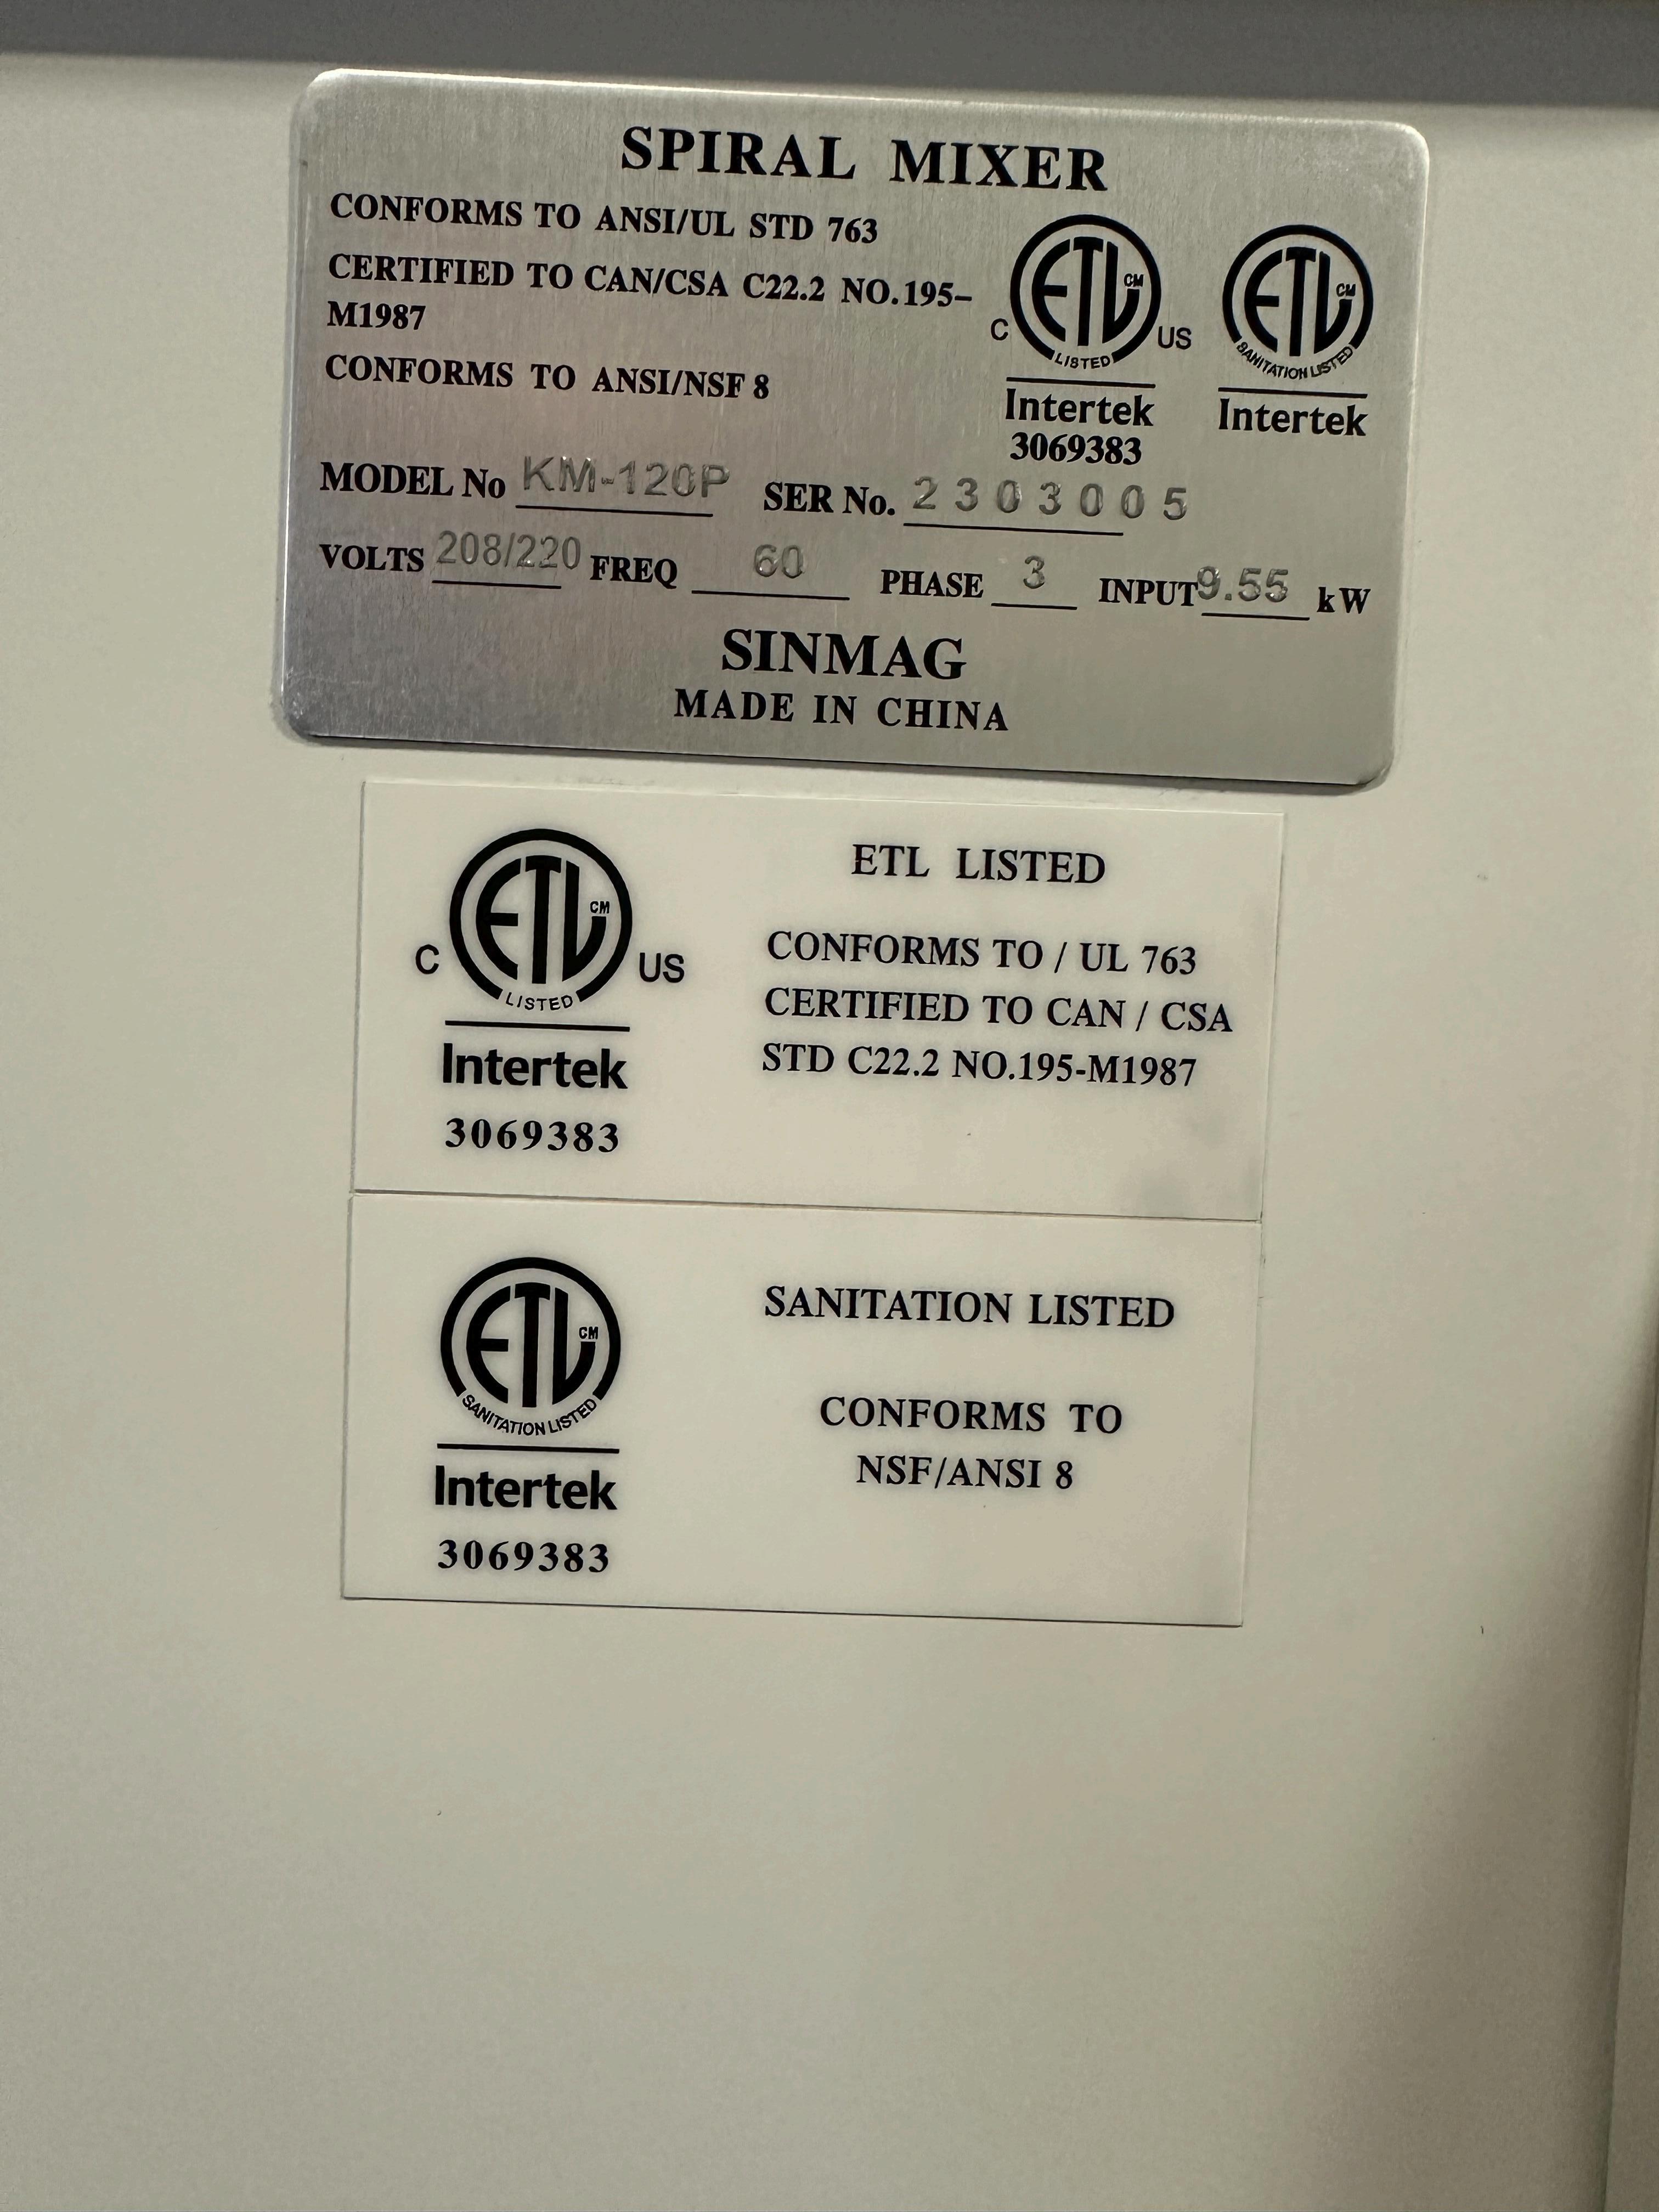 SPIRAL MIXER
CONFORMS TO ANSI/UL STD 763
CERTIFIED TO CAN/CSA C22.2 NO.195–
M1987
CONFORMS TO ANSI/NSF 8
C ETL CM US
LISTED
Intertek
3069383
ETL CM
SANITATION LISTED
Intertek
MODEL No KM-120P SER No. 2303005
VOLTS 208/220 FREQ 60 PHASE 3 INPUT 9.55 kW
SINMAG
MADE IN CHINA
C ETL CM US
LISTED
Intertek
3069383
ETL LISTED
CONFORMS TO / UL 763
CERTIFIED TO CAN / CSA
STD C22.2 NO.195-M1987
ETL CM
SANITATION LISTED
Intertek
3069383
SANITATION LISTED
CONFORMS TO
NSF/ANSI 8